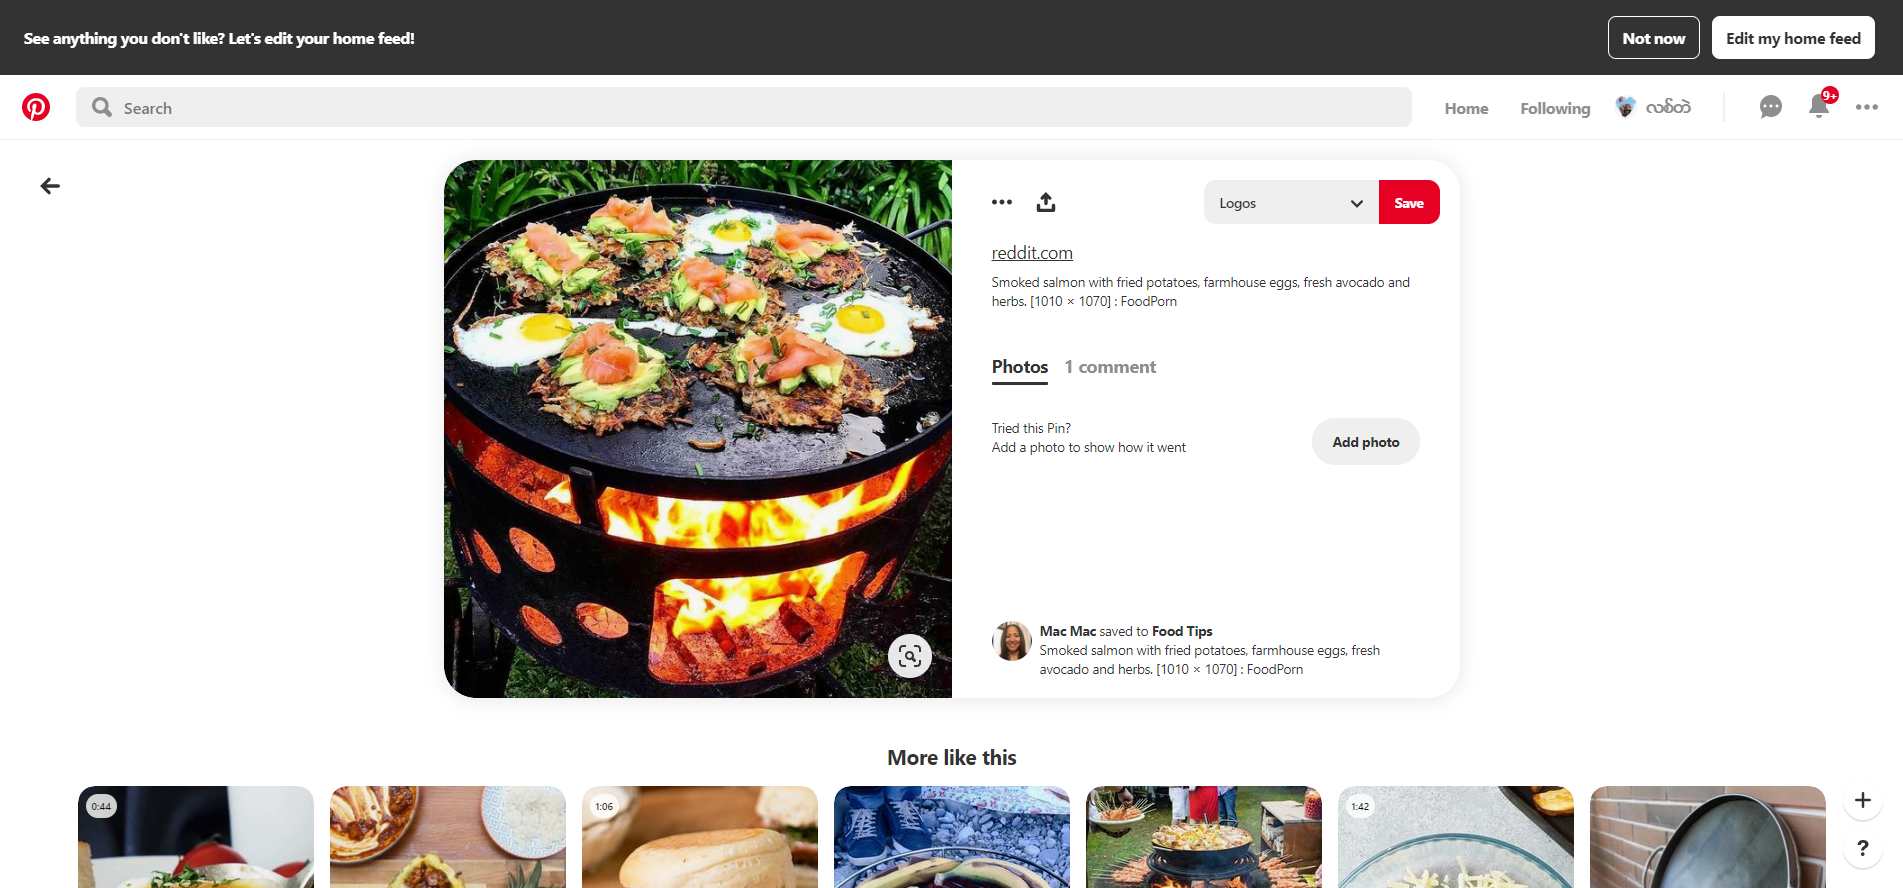 See anything you don't like? Let's edit your home feed!
Not now
Edit my home feed
Search
Home
Following
လစ်တဲ
9+
Logos
Save
reddit.com
Smoked salmon with fried potatoes, farmhouse eggs, fresh avocado and
herbs. [1010 × 1070] : FoodPorn
Photos
1 comment
Tried this Pin?
Add a photo to show how it went
Add photo
Mac Mac saved to Food Tips
Smoked salmon with fried potatoes, farmhouse eggs, fresh
avocado and herbs. [1010 × 1070] : FoodPorn
More like this
0:44
1:06
1:42
?